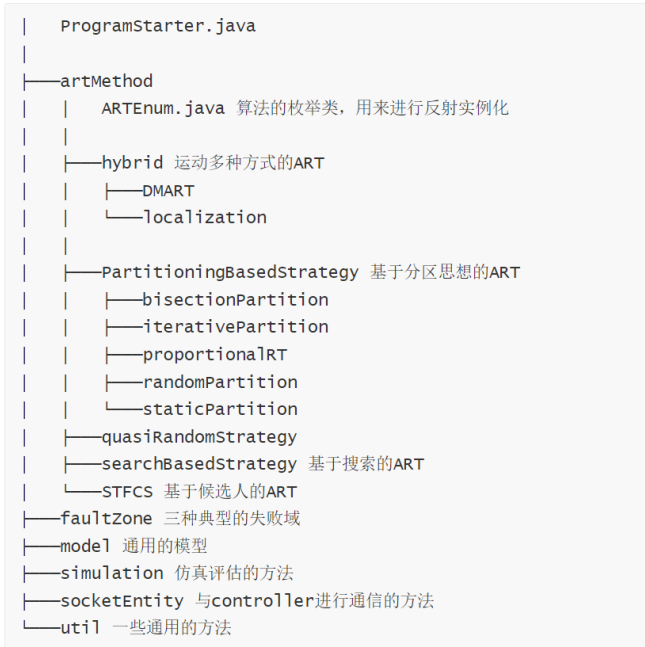 │   ProgramStarter.java
│
├───artMethod
│   │   ARTEnum.java 算法的枚举类，用来进行反射实例化
│   │
│   ├───hybrid 运动多种方式的ART
│   │   ├───DMART
│   │   └───localization
│   │
│   ├───PartitioningBasedStrategy 基于分区思想的ART
│   │   ├───bisectionPartition
│   │   ├───iterativePartition
│   │   ├───proportionalRT
│   │   ├───randomPartition
│   │   └───staticPartition
│   ├───quasiRandomStrategy
│   ├───searchBasedStrategy 基于搜索的ART
│   └───STFCS 基于候选人的ART
├───faultZone 三种典型的失败域
├───model 通用的模型
├───simulation 仿真评估的方法
├───socketEntity 与controller进行通信的方法
└───util 一些通用的方法